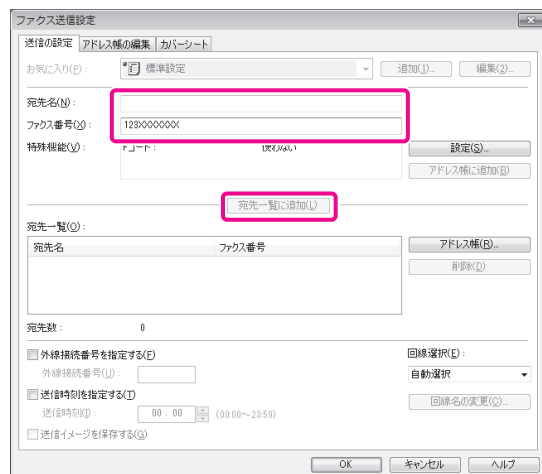 ファクス送信設定
送信の設定 アドレス帳の編集 カバーシート
お気に入り(P): 標準設定 追加(1)... 編集(2)...
宛先名(N):
ファクス番号(X): 123XXXXXXX
特殊機能(V): Fコード: 使わない 設定(S)...
アドレス帳に追加(B)
宛先一覧に追加(L)
宛先一覧(O):
宛先名 ファクス番号 アドレス帳(R)...
削除(D)
宛先数: 0
外線接続番号を指定する(F) 回線選択(E):
外線接続番号(U): 自動選択
送信時刻を指定する(T)
送信時刻(I): 00 : 00 (00:00～23:59) 回線名の変更(C)...
送信イメージを保存する(G)
OK キャンセル ヘルプ